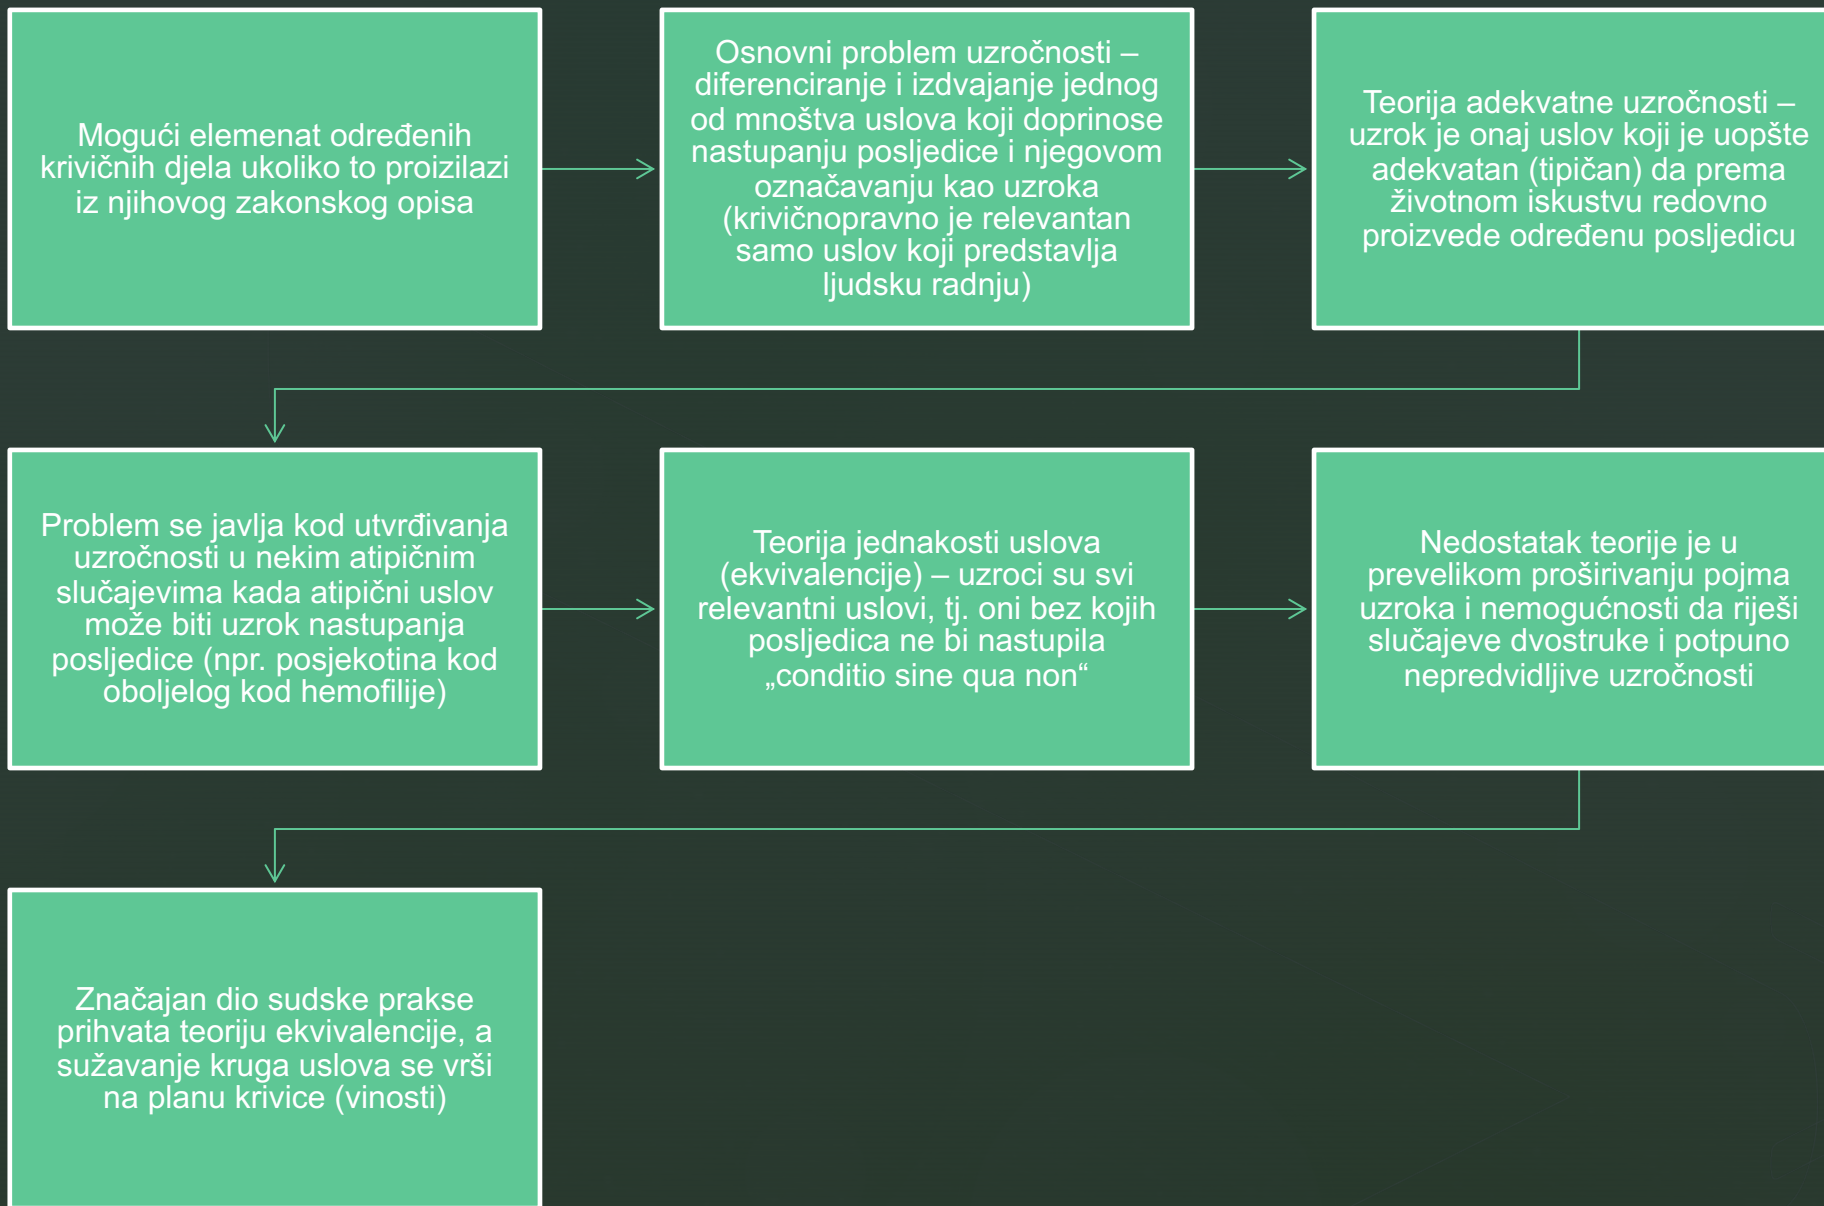 Mogući elemenat određenih
krivičnih djela ukoliko to proizilazi
iz njihovog zakonskog opisa
Osnovni problem uzročnosti –
diferenciranje i izdvajanje jednog
od mnoštva uslova koji doprinose
nastupanju posljedice i njegovom
označavanju kao uzroka
(krivičnopravno je relevantan
samo uslov koji predstavlja
ljudsku radnju)
Teorija adekvatne uzročnosti –
uzrok je onaj uslov koji je uopšte
adekvatan (tipičan) da prema
životnom iskustvu redovno
proizvede određenu posljedicu
Problem se javlja kod utvrđivanja
uzročnosti u nekim atipičnim
slučajevima kada atipični uslov
može biti uzrok nastupanja
posljedice (npr. posjekotina kod
oboljelog kod hemofilije)
Teorija jednakosti uslova
(ekvivalencije) – uzroci su svi
relevantni uslovi, tj. oni bez kojih
posljedica ne bi nastupila
„conditio sine qua non“
Nedostatak teorije je u
prevelikom proširivanju pojma
uzroka i nemogućnosti da riješi
slučajeve dvostruke i potpuno
nepredvidljive uzročnosti
Značajan dio sudske prakse
prihvata teoriju ekvivalencije, a
sužavanje kruga uslova se vrši
na planu krivice (vinosti)